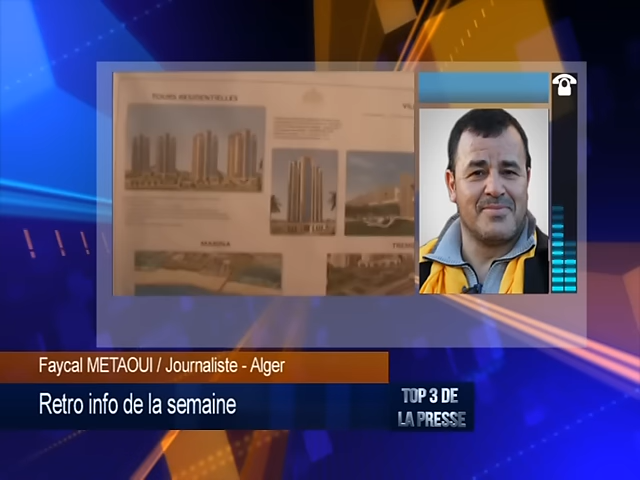 TOURS RESIDENTIELLES
MARINA
Faycal METAOUI / Journaliste - Alger
Retro info de la semaine
TOP 3 DE
LA PRESSE